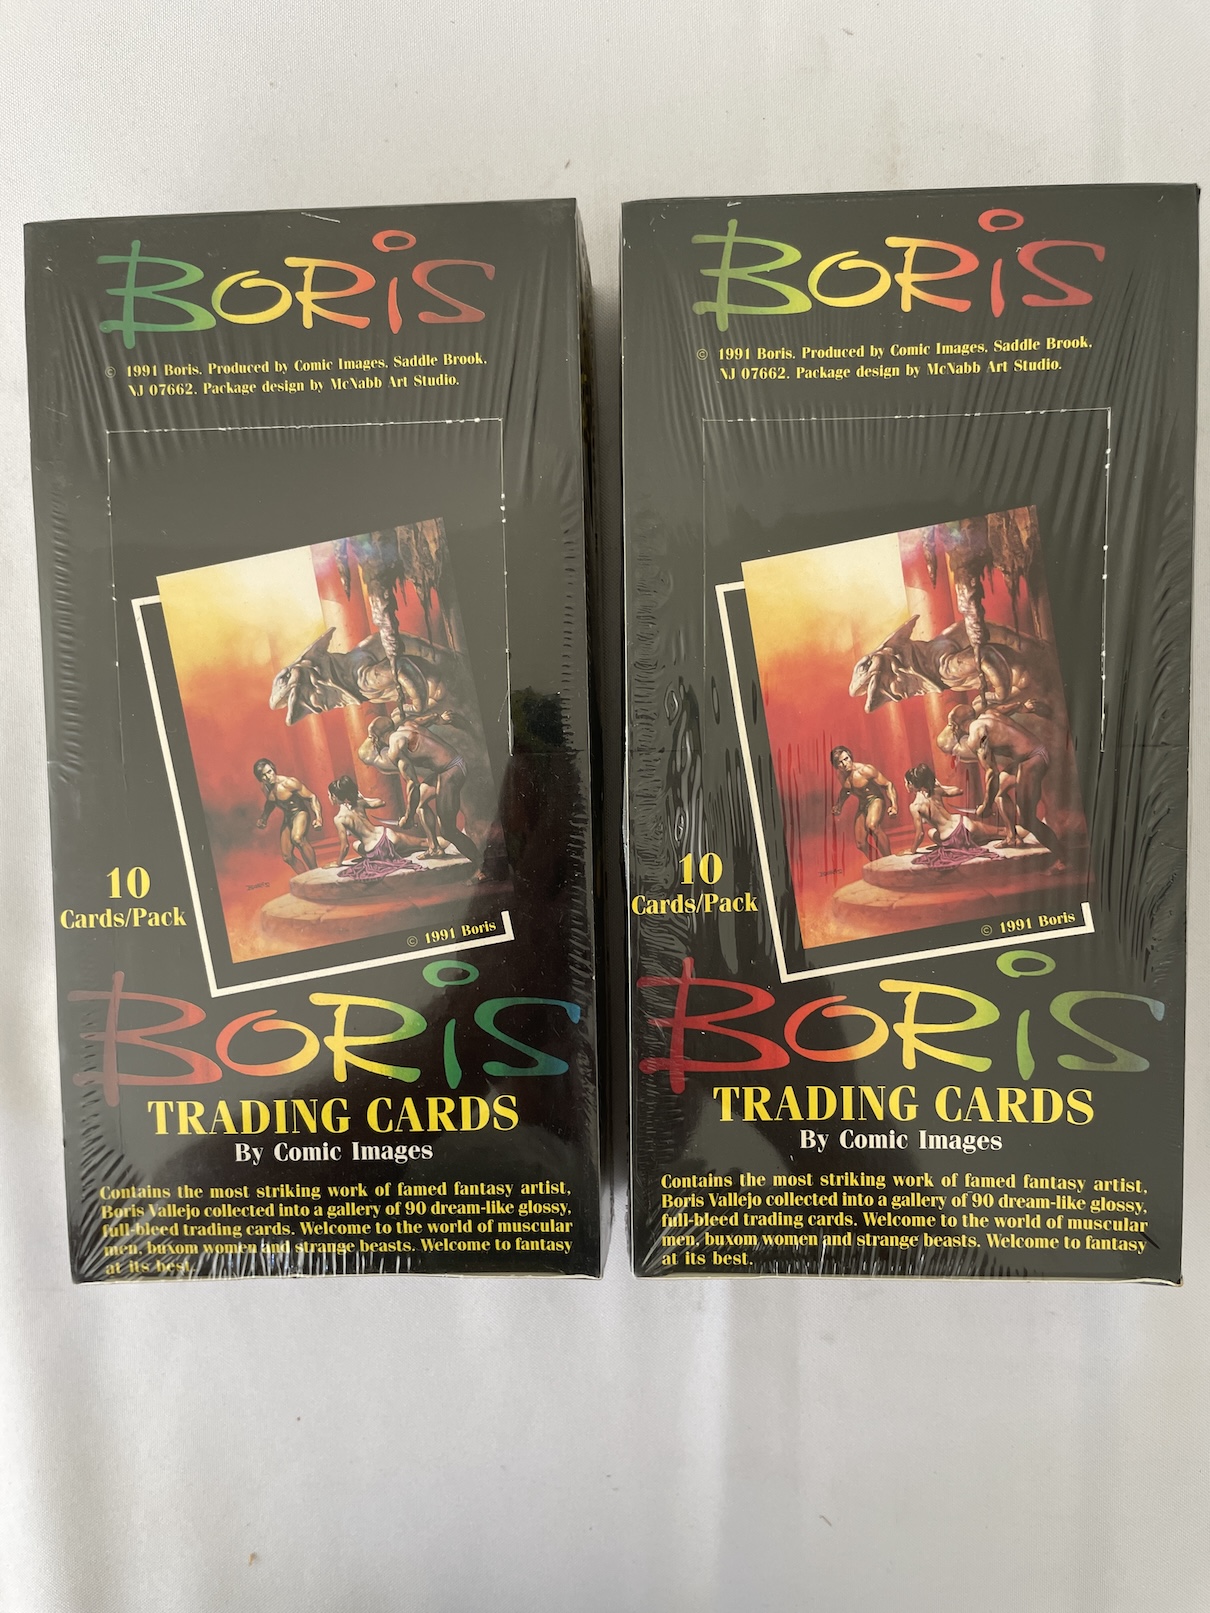 BORIS
© 1991 Boris. Produced by Comic Images. Saddle Brook,
NJ 07662. Package design by McNabb Art Studio.
10
Cards/Pack
© 1991 Boris
BORIS
TRADING CARDS
By Comic Images
Contains the most striking work of famed fantasy artist,
Boris Vallejo collected into a gallery of 90 dream-like glossy,
full-bleed trading cards. Welcome to the world of muscular
men, buxom women and strange beasts. Welcome to fantasy
at its best.
BORIS
© 1991 Boris. Produced by Comic Images. Saddle Brook,
NJ 07662. Package design by McNabb Art Studio.
10
Cards/Pack
© 1991 Boris
BORIS
TRADING CARDS
By Comic Images
Contains the most striking work of famed fantasy artist,
Boris Vallejo collected into a gallery of 90 dream-like glossy,
full-bleed trading cards. Welcome to the world of muscular
men, buxom women and strange beasts. Welcome to fantasy
at its best.